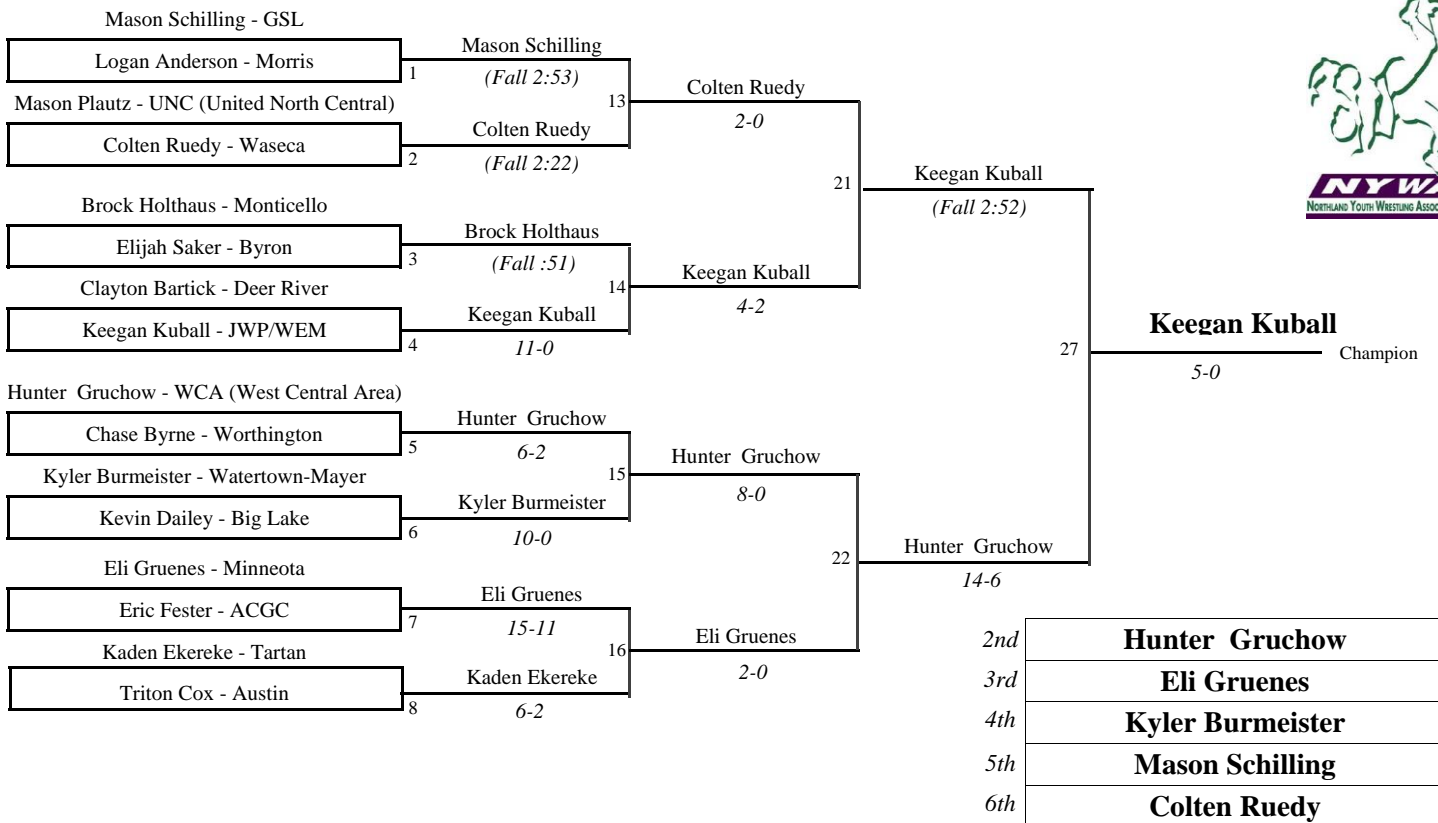 Mason Schilling - GSL
Logan Anderson - Morris
1
Mason Schilling
(Fall 2:53)
Mason Plautz - UNC (United North Central)
Colten Ruedy - Waseca
2
Colten Ruedy
(Fall 2:22)
13
Colten Ruedy
2-0
Brock Holthaus - Monticello
Elijah Saker - Byron
3
Brock Holthaus
(Fall :51)
Clayton Bartick - Deer River
Keegan Kuball - JWP/WEM
4
Keegan Kuball
11-0
14
Keegan Kuball
4-2
21
Keegan Kuball
(Fall 2:52)
Hunter Gruchow - WCA (West Central Area)
Chase Byrne - Worthington
5
Hunter Gruchow
6-2
Kyler Burmeister - Watertown-Mayer
Kevin Dailey - Big Lake
6
Kyler Burmeister
10-0
15
Hunter Gruchow
8-0
Eli Gruenes - Minneota
Eric Fester - ACGC
7
Eli Gruenes
15-11
Kaden Ekereke - Tartan
Triton Cox - Austin
8
Kaden Ekereke
6-2
16
Eli Gruenes
2-0
22
Hunter Gruchow
14-6
27
Keegan Kuball
5-0
Champion
NORTHLAND YOUTH WRESTLING
2nd Hunter Gruchow
3rd Eli Gruenes
4th Kyler Burmeister
5th Mason Schilling
6th Colten Ruedy